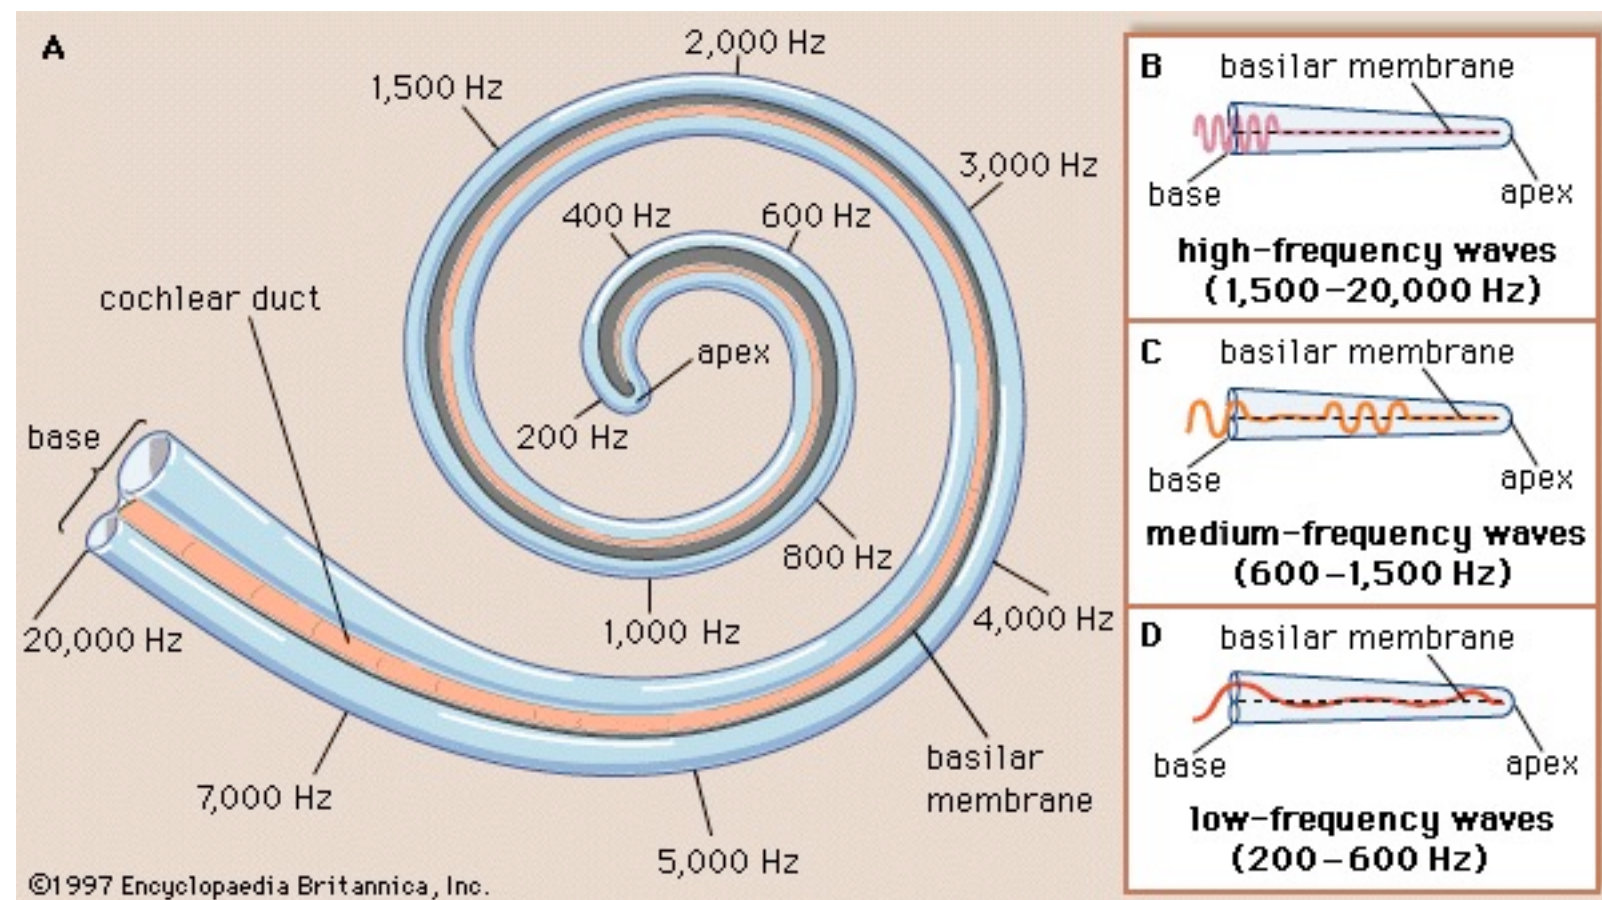 A
2,000 Hz
1,500 Hz
3,000 Hz
400 Hz
600 Hz
cochlear duct
apex
base
200 Hz
800 Hz
20,000 Hz
1,000 Hz
4,000 Hz
basilar
membrane
7,000 Hz
5,000 Hz
©1997 Encyclopaedia Britannica, Inc.
B
basilar membrane
base
apex
high-frequency waves
(1,500-20,000 Hz)
C
basilar membrane
base
apex
medium-frequency waves
(600-1,500 Hz)
D
basilar membrane
base
apex
low-frequency waves
(200-600 Hz)